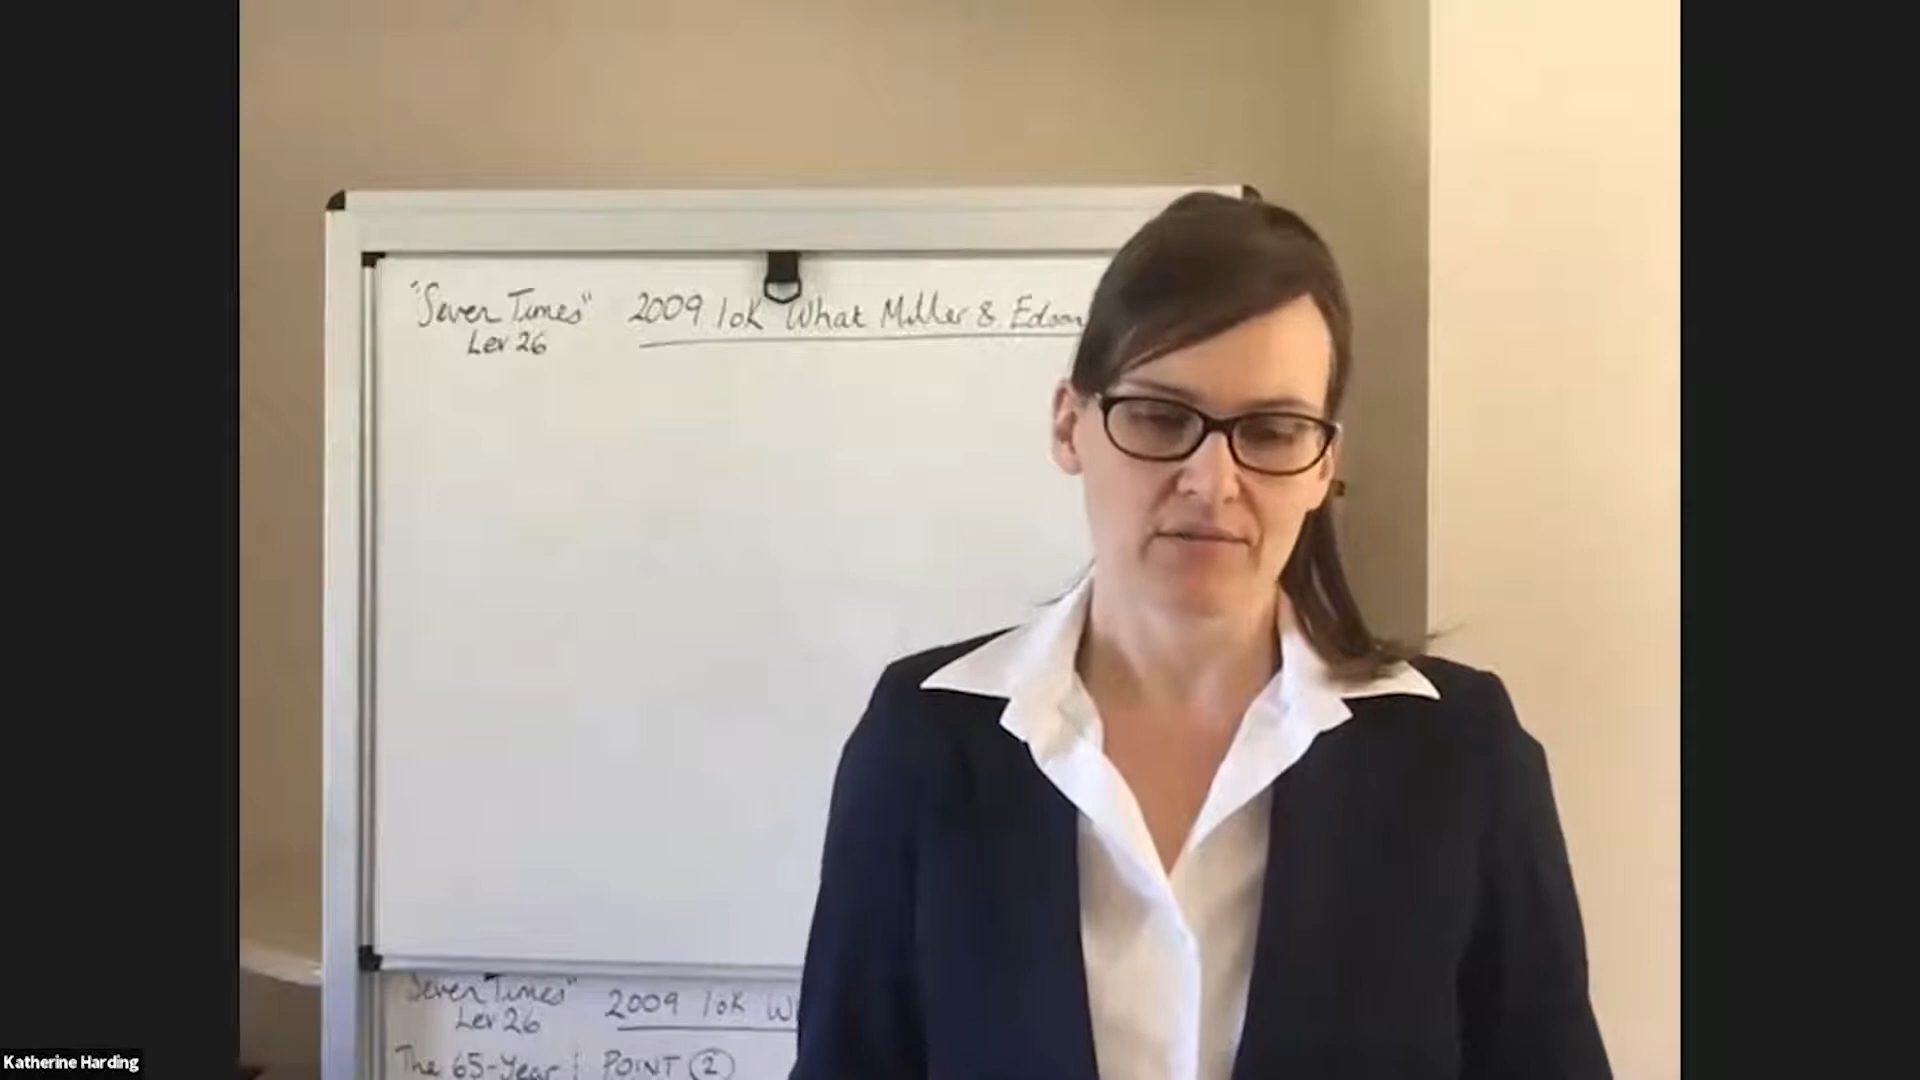 "Seven Times" 2009 10K What Miller & Edson
Lev 26
"Seven Times" 2009 10K
Lev 26
The 65-Year POINT 2
Katherine Harding